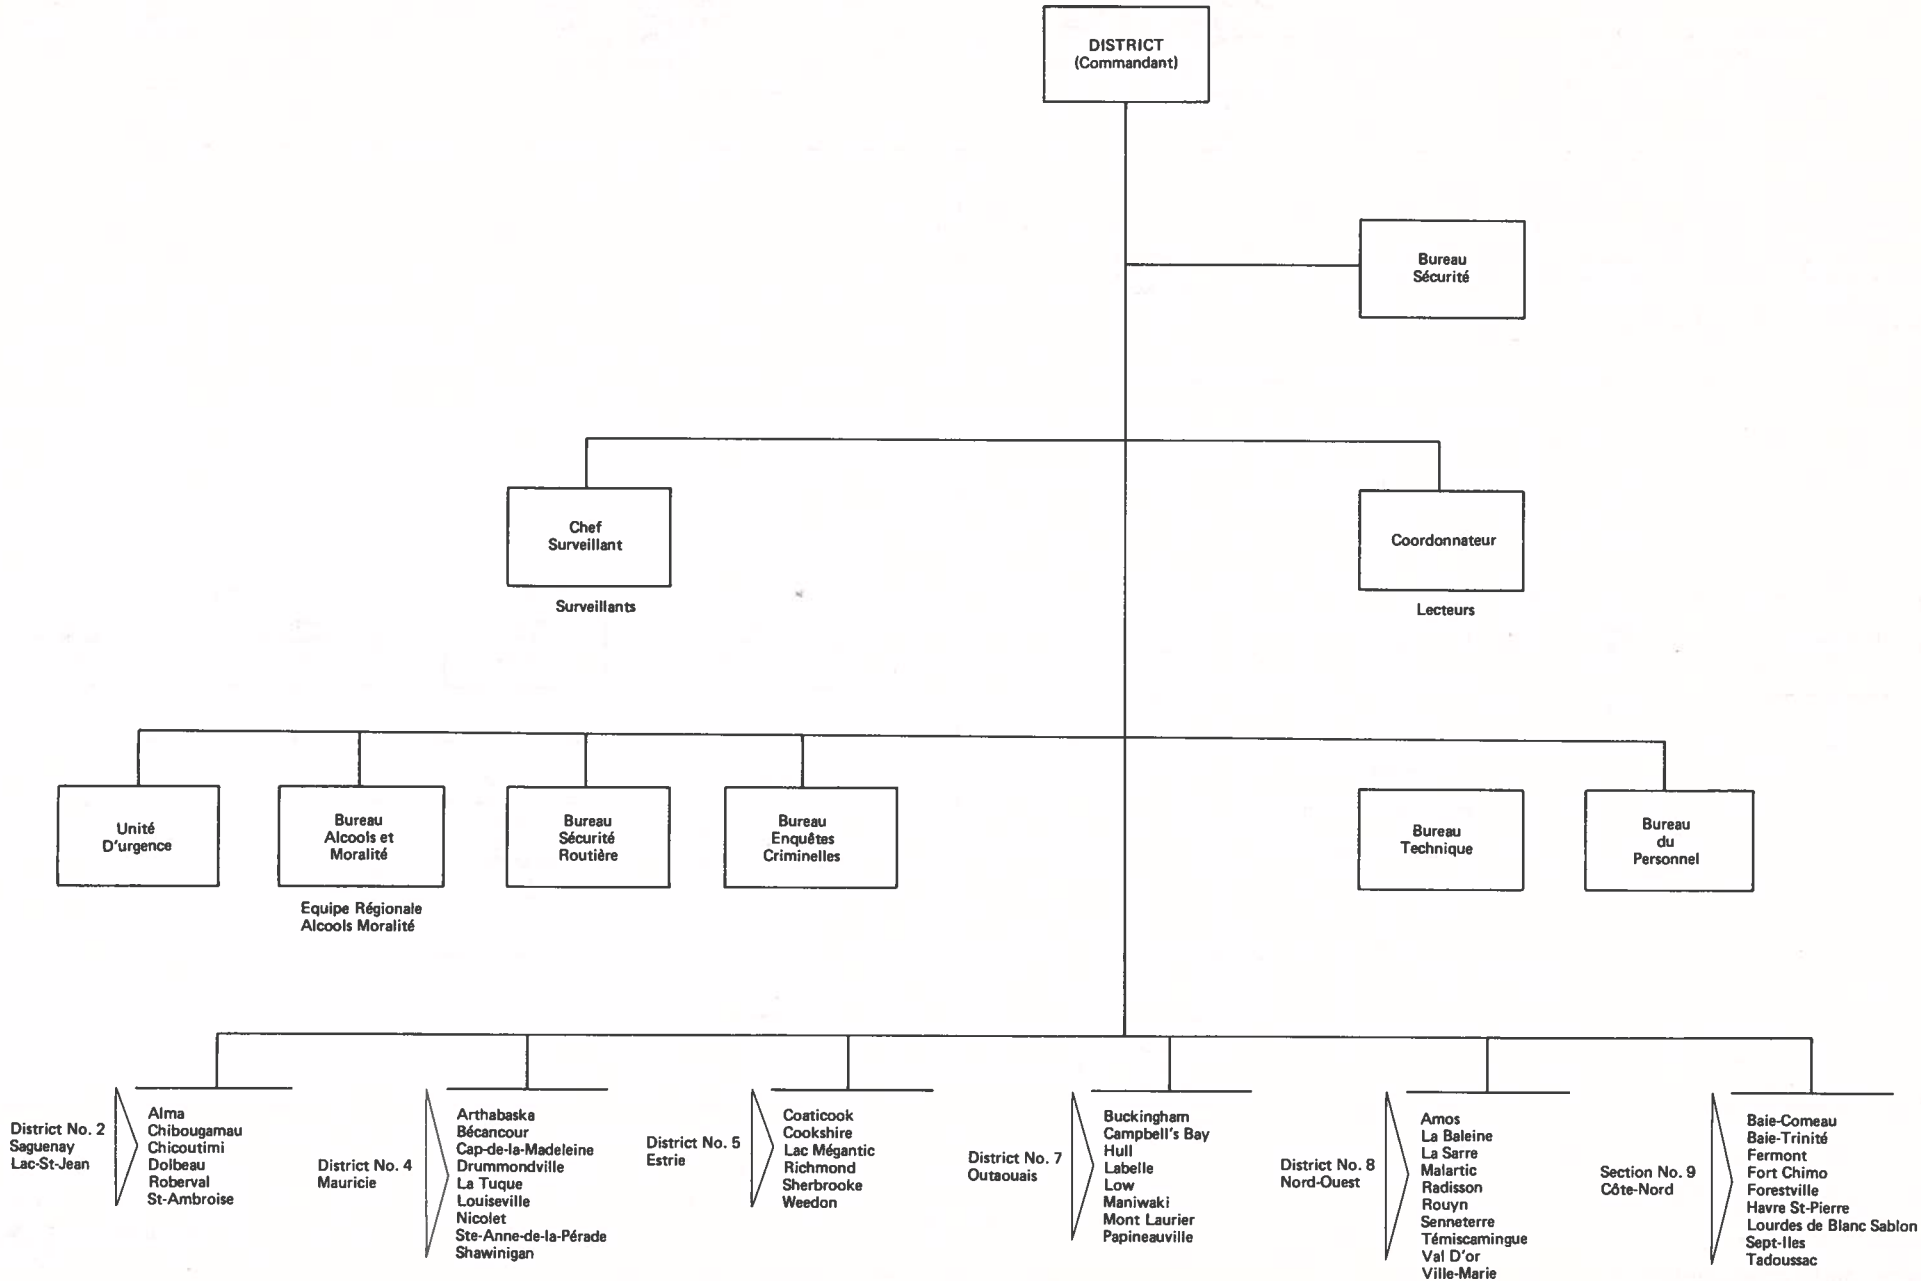 DISTRICT
(Commandant)
Bureau
Sécurité
Chef
Surveillant
Surveillants
Coordonnateur
Lecteurs
Unité
D'urgence
Bureau
Alcools et
Moralité
Equipe Régionale
Alcools Moralité
Bureau
Sécurité
Routière
Bureau
Enquêtes
Criminelles
Bureau
Technique
Bureau
du
Personnel
District No. 2
Saguenay
Lac-St-Jean
Alma
Chibougamau
Chicoutimi
Dolbeau
Roberval
St-Ambroise
District No. 4
Mauricie
Arthabaska
Bécancour
Cap-de-la-Madeleine
Drummondville
La Tuque
Louiseville
Nicolet
Ste-Anne-de-la-Pérade
Shawinigan
District No. 5
Estrie
Coaticook
Cookshire
Lac Mégantic
Richmond
Sherbrooke
Weedon
District No. 7
Outaouais
Buckingham
Campbell's Bay
Hull
Labelle
Low
Maniwaki
Mont Laurier
Papineauville
District No. 8
Nord-Ouest
Amos
La Baleine
La Sarre
Malartic
Radisson
Rouyn
Senneterre
Témiscamingue
Val D'or
Ville-Marie
Section No. 9
Côte-Nord
Baie-Comeau
Baie-Trinité
Fermont
Fort Chimo
Forestville
Havre St-Pierre
Lourdes de Blanc Sablon
Sept-Iles
Tadoussac